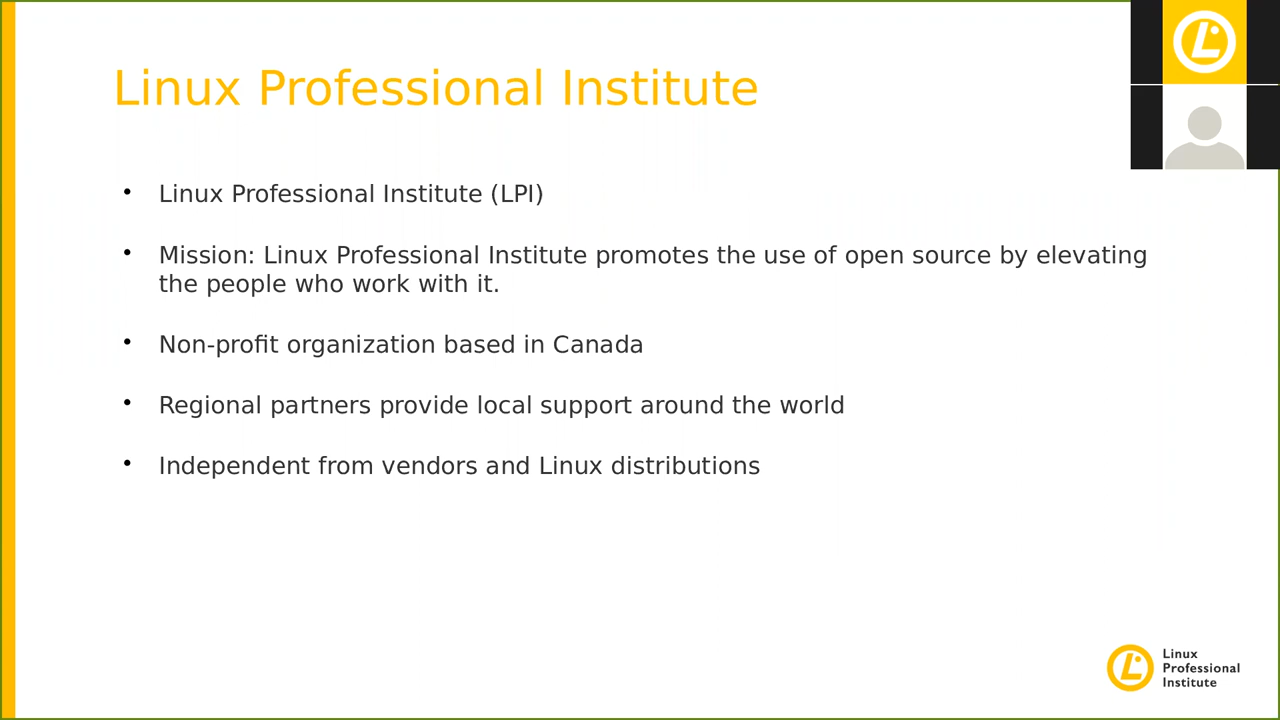 Linux Professional Institute
• Linux Professional Institute (LPI)
• Mission: Linux Professional Institute promotes the use of open source by elevating
the people who work with it.
• Non-profit organization based in Canada
• Regional partners provide local support around the world
• Independent from vendors and Linux distributions
Linux
Professional
Institute